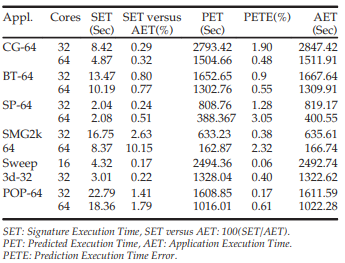 Appl. Cores SET SET versus PET PETE(%) AET
(Sec) AET(%) (Sec) (Sec)
CG-64 32 8.42 0.29 2793.42 1.90 2847.42
64 4.87 0.32 1504.66 0.48 1511.91
BT-64 32 13.47 0.80 1652.65 0.9 1667.64
64 10.19 0.77 1302.76 0.55 1309.91
SP-64 32 2.04 0.24 808.76 1.28 819.17
64 2.08 0.51 388.367 3.05 400.55
SMG2k 32 16.75 2.63 633.23 0.38 635.61
64 64 8.37 10.15 162.87 2.32 166.74
Sweep 16 4.32 0.17 2494.36 0.06 2492.74
3d-32 32 3.01 0.22 1328.04 0.40 1322.62
POP-64 32 22.79 1.41 1608.85 0.17 1611.59
64 18.36 1.79 1016.01 0.61 1022.28
SET: Signature Execution Time, SET versus AET: 100(SET/AET).
PET: Predicted Execution Time, AET: Application Execution Time.
PETE: Prediction Execution Time Error.